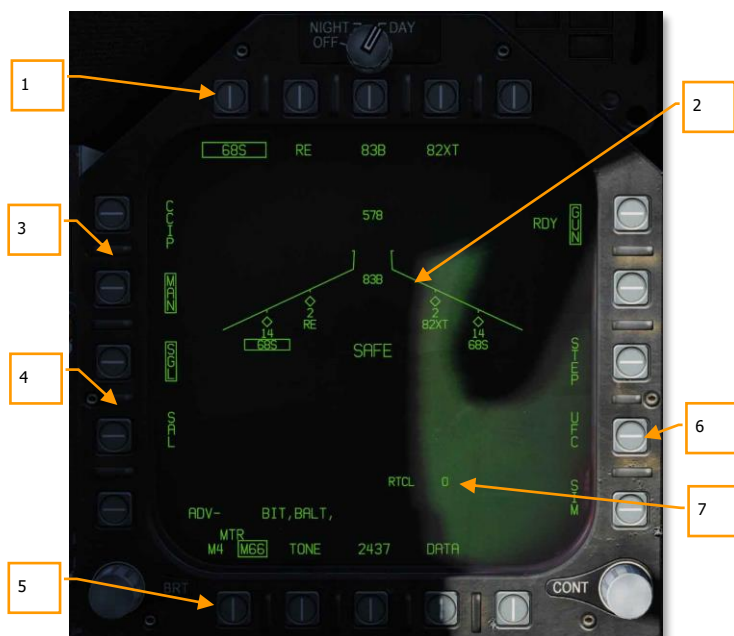 NIGHT DAY
OFF
1
2
3
4
5
6
7
68S RE 83B 82XT
CCIP
578
RDY GUN
MAN
83B
2 2
RE 82XT
14 14
68S 68S
SGL
SAFE
STEP
SAL
UFC
RTCL 0
SIM
ADV- BIT,BALT,
MTR
M4 M66 TONE 2437 DATA
BRT
CONT